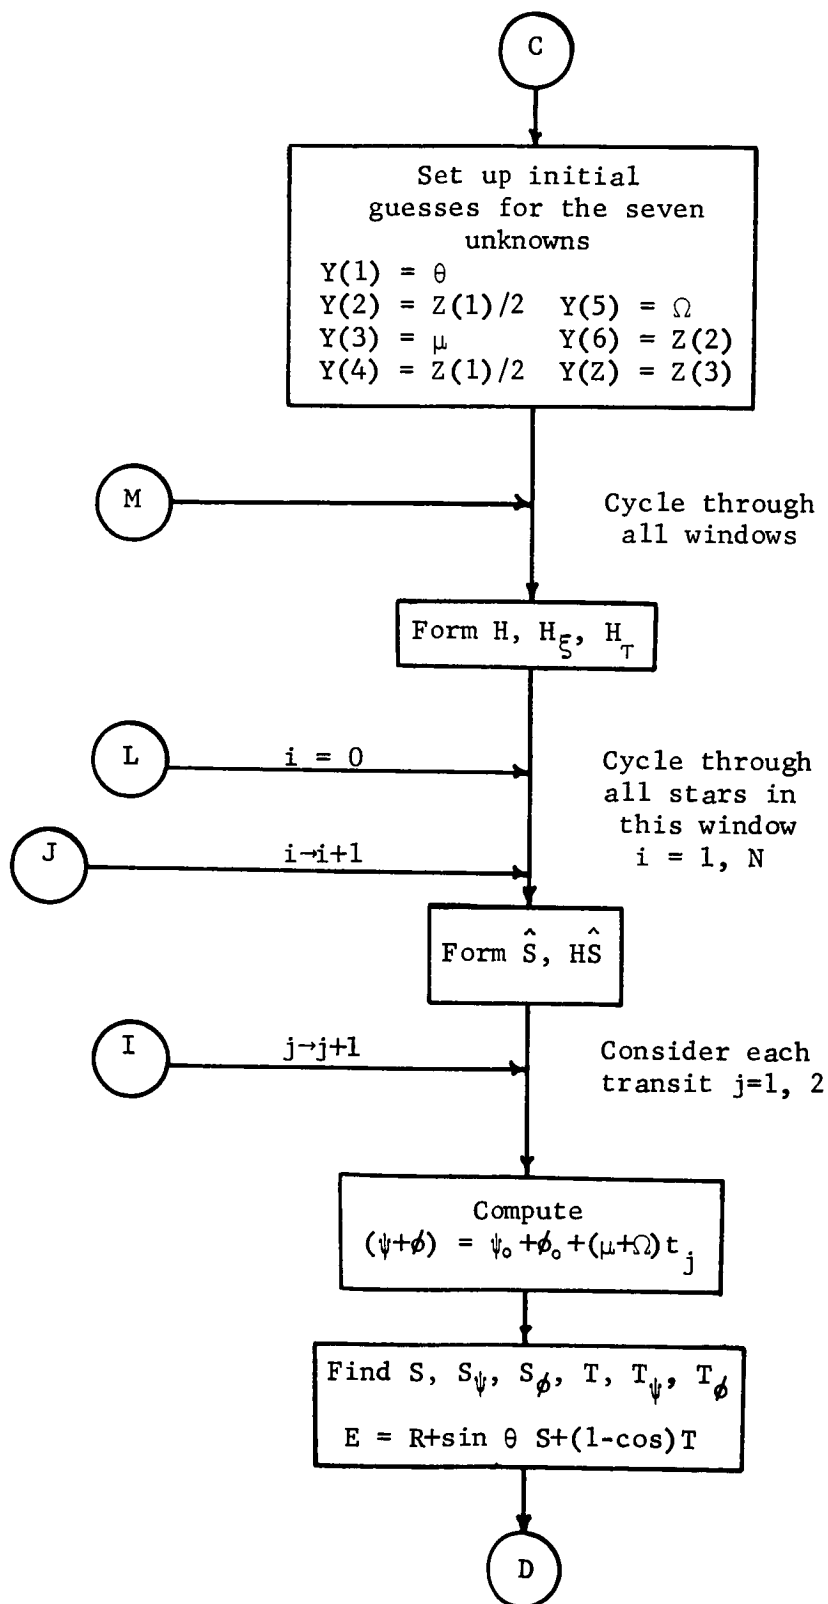 C
Set up initial
guesses for the seven
unknowns
Y(1) = θ
Y(2) = Z(1)/2 Y(5) = Ω
Y(3) = μ Y(6) = Z(2)
Y(4) = Z(1)/2 Y(Z) = Z(3)
M
Cycle through
all windows
Form H, H_ξ, H_τ
L
i = 0
Cycle through
all stars in
this window
i = 1, N
J
i→i+1
Form Ŝ, HŜ
I
j→j+1
Consider each
transit j=1, 2
Compute
(ψ+ϕ) = ψ₀+ϕ₀+(μ+Ω)t_j
Find S, S_ψ, S_ϕ, T, T_ψ, T_ϕ
E = R+sin θ S+(1-cos)T
D